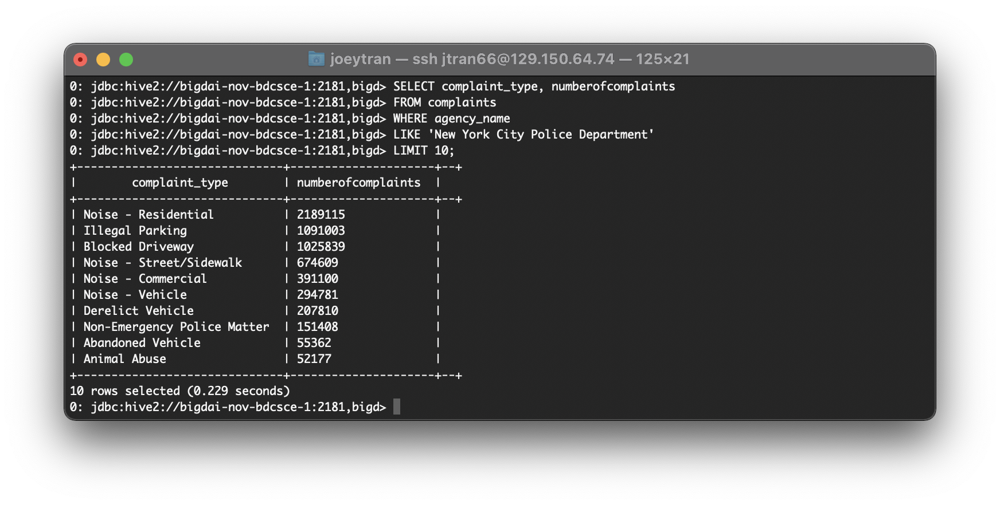 joeytran — ssh jtran66@129.150.64.74 — 125×21
0: jdbc:hive2://bigdai-nov-bdcsce-1:2181,bigd> SELECT complaint_type, numberofcomplaints
0: jdbc:hive2://bigdai-nov-bdcsce-1:2181,bigd> FROM complaints
0: jdbc:hive2://bigdai-nov-bdcsce-1:2181,bigd> WHERE agency_name
0: jdbc:hive2://bigdai-nov-bdcsce-1:2181,bigd> LIKE 'New York City Police Department'
0: jdbc:hive2://bigdai-nov-bdcsce-1:2181,bigd> LIMIT 10;
+------------------------------+---------------------+--+
|        complaint_type        | numberofcomplaints  |
+------------------------------+---------------------+--+
| Noise - Residential          | 2189115             |
| Illegal Parking              | 1091003             |
| Blocked Driveway             | 1025839             |
| Noise - Street/Sidewalk      | 674609              |
| Noise - Commercial           | 391100              |
| Noise - Vehicle              | 294781              |
| Derelict Vehicle             | 207810              |
| Non-Emergency Police Matter  | 151408              |
| Abandoned Vehicle            | 55362               |
| Animal Abuse                 | 52177               |
+------------------------------+---------------------+--+
10 rows selected (0.229 seconds)
0: jdbc:hive2://bigdai-nov-bdcsce-1:2181,bigd>